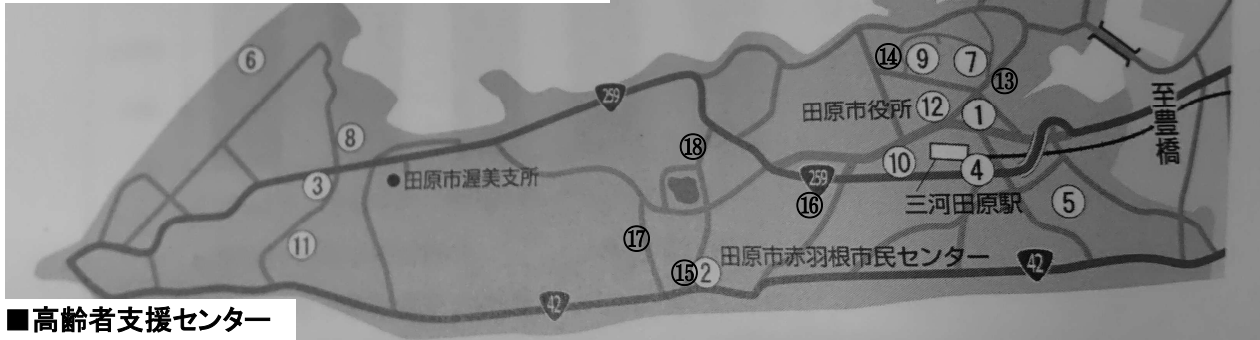 ⑥
259
⑧
⑱
⑭ ⑨ ⑦
⑬
田原市役所 ⑫ ①
至豊橋
③
田原市渥美支所
⑩
④
259
三河田原駅
⑤
⑯
⑪
⑰
田原市赤羽根市民センター
⑮ ②
42
42
■高齢者支援センター